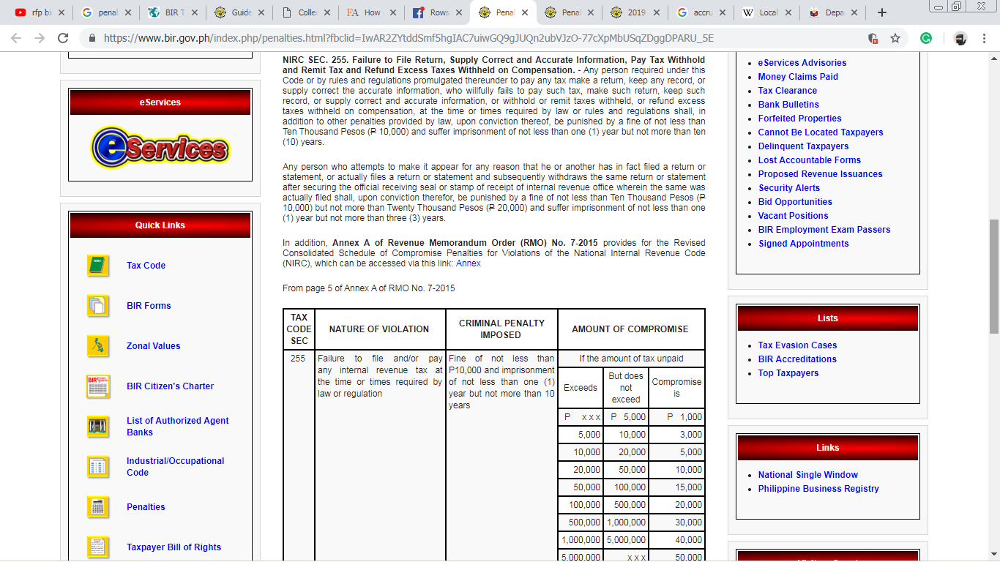 rfp bi
penal
BIR T
Guide
Collec
FA How
Rows
Penal
Penal
2019
accru
W Local
Depa
https://www.bir.gov.ph/index.php/penalties.html?fbclid=IwAR2ZYtddSmf5hgIAC7uiwGQ9gJUQn2ubVJzO-77cXpMbUSqZDggDPARU_5E
eServices
eServices
Quick Links
NIRC
Tax Code
BIR Forms
Zonal Values
BIR
BIR Citizen's Charter
List of Authorized Agent
Banks
Industrial/Occupational
Code
Penalties
Taxpayer Bill of Rights
NIRC SEC. 255. Failure to File Return, Supply Correct and Accurate Information, Pay Tax Withhold
and Remit Tax and Refund Excess Taxes Withheld on Compensation. - Any person required under this
Code or by rules and regulations promulgated thereunder to pay any tax make a return, keep any record, or
supply correct the accurate information, who willfully fails to pay such tax, make such return, keep such
record, or supply correct and accurate information, or withhold or remit taxes withheld, or refund excess
taxes withheld on compensation, at the time or times required by law or rules and regulations shall, in
addition to other penalties provided by law, upon conviction thereof, be punished by a fine of not less than
Ten Thousand Pesos (P 10,000) and suffer imprisonment of not less than one (1) year but not more than ten
(10) years.
Any person who attempts to make it appear for any reason that he or another has in fact filed a return or
statement, or actually files a return or statement and subsequently withdraws the same return or statement
after securing the official receiving seal or stamp of receipt of internal revenue office wherein the same was
actually filed shall, upon conviction therefor, be punished by a fine of not less than Ten Thousand Pesos (P
10,000) but not more than Twenty Thousand Pesos (P 20,000) and suffer imprisonment of not less than one
(1) year but not more than three (3) years.
In addition, Annex A of Revenue Memorandum Order (RMO) No. 7-2015 provides for the Revised
Consolidated Schedule of Compromise Penalties for Violations of the National Internal Revenue Code
(NIRC), which can be accessed via this link: Annex
From page 5 of Annex A of RMO No. 7-2015
TAX
CODE
SEC
NATURE OF VIOLATION
CRIMINAL PENALTY
IMPOSED
AMOUNT OF COMPROMISE
255
Failure to file and/or pay
any internal revenue tax at
the time or times required by
law or regulation
Fine of not less than
P10,000 and imprisonment
of not less than one (1)
year but not more than 10
years
If the amount of tax unpaid
Exceeds
But does
not
exceed
Compromise
is
P x x x P 5,000 P 1,000
5,000 10,000 3,000
10,000 20,000 5,000
20,000 50,000 10,000
50,000 100,000 15,000
100,000 500,000 20,000
500,000 1,000,000 30,000
1,000,000 5,000,000 40,000
5,000,000 x x x 50,000
eServices Advisories
Money Claims Paid
Tax Clearance
Bank Bulletins
Forfeited Properties
Cannot Be Located Taxpayers
Delinquent Taxpayers
Lost Accountable Forms
Proposed Revenue Issuances
Security Alerts
Bid Opportunities
Vacant Positions
BIR Employment Exam Passers
Signed Appointments
Lists
Tax Evasion Cases
BIR Accreditations
Top Taxpayers
Links
National Single Window
Philippine Business Registry